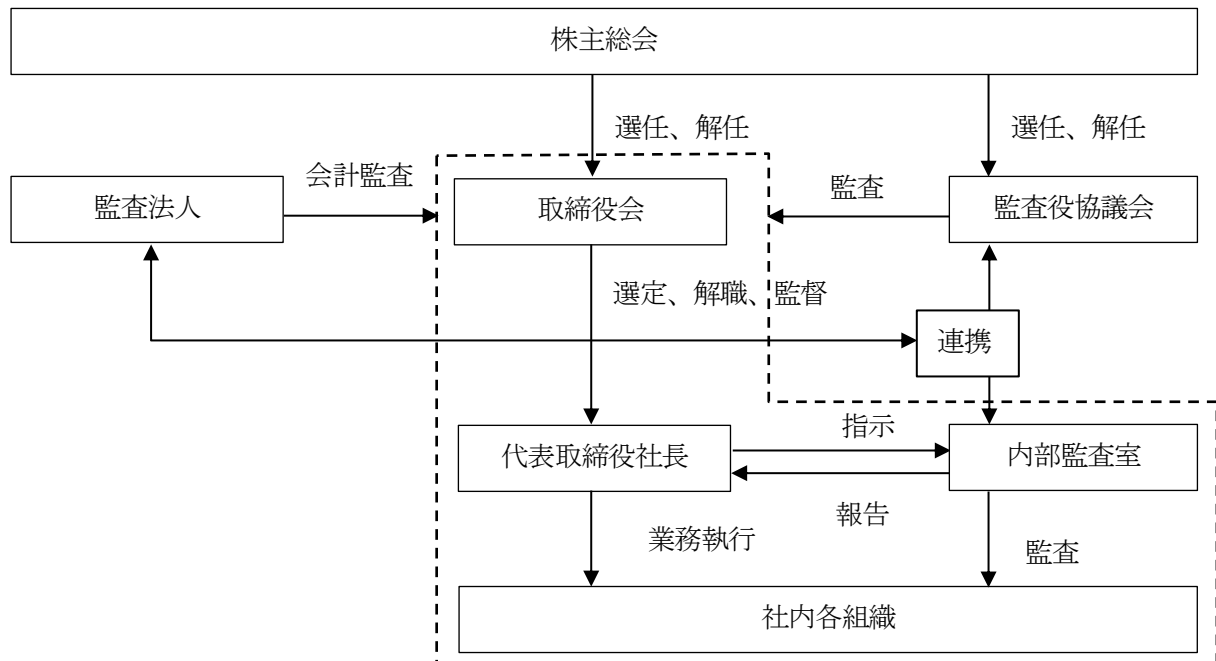 株主総会
選任、解任
選任、解任
会計監査
監査
監査法人
取締役会
監査役協議会
選定、解職、監督
連携
指示
代表取締役社長
内部監査室
報告
業務執行
監査
社内各組織